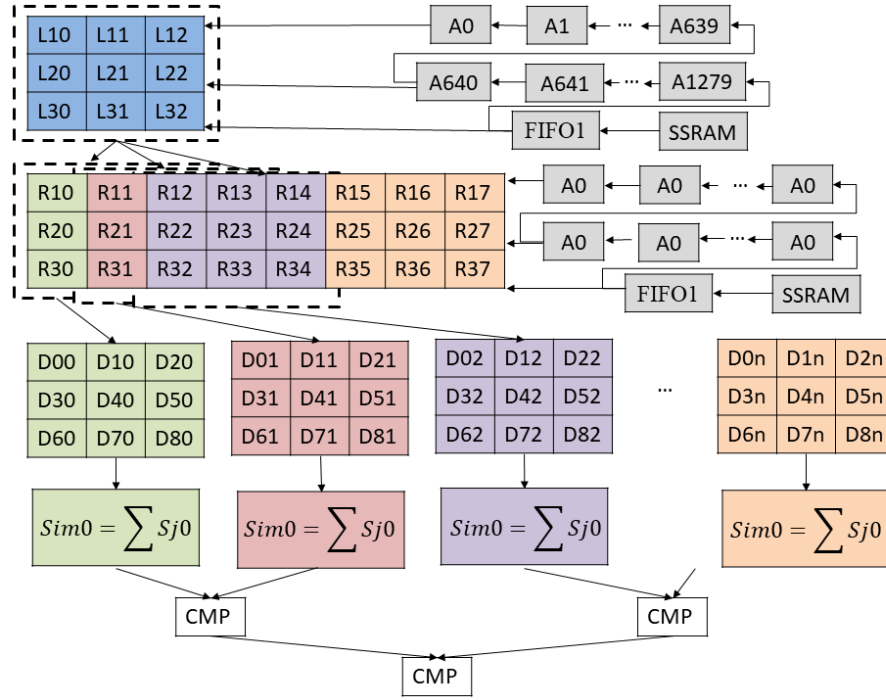 L10 L11 L12 A0 A1 ... A639
L20 L21 L22 A640 A641 ... A1279
L30 L31 L32 FIFO1 SSRAM
R10 R11 R12 R13 R14 R15 R16 R17 A0 A0 ... A0
R20 R21 R22 R23 R24 R25 R26 R27 A0 A0 ... A0
R30 R31 R32 R33 R34 R35 R36 R37 FIFO1 SSRAM
D00 D10 D20 D01 D11 D21 D02 D12 D22 ... D0n D1n D2n
D30 D40 D50 D31 D41 D51 D32 D42 D52 D3n D4n D5n
D60 D70 D80 D61 D71 D81 D62 D72 D82 D6n D7n D8n
Sim0 = ∑ Sj0 Sim0 = ∑ Sj0 Sim0 = ∑ Sj0 Sim0 = ∑ Sj0
CMP CMP
CMP